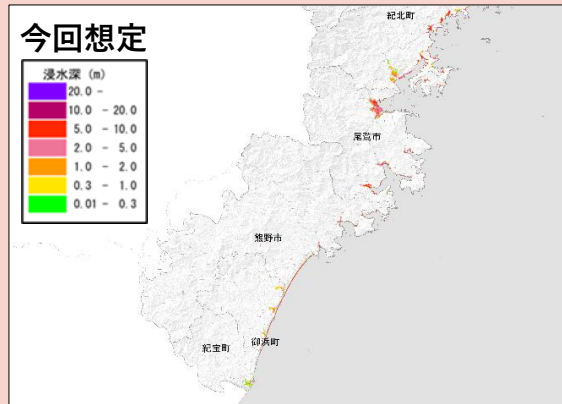 今回想定
浸水深 (m)
20.0 -
10.0 - 20.0
5.0 - 10.0
2.0 - 5.0
1.0 - 2.0
0.3 - 1.0
0.01 - 0.3
紀北町
尾鷲市
熊野市
御浜町
紀宝町